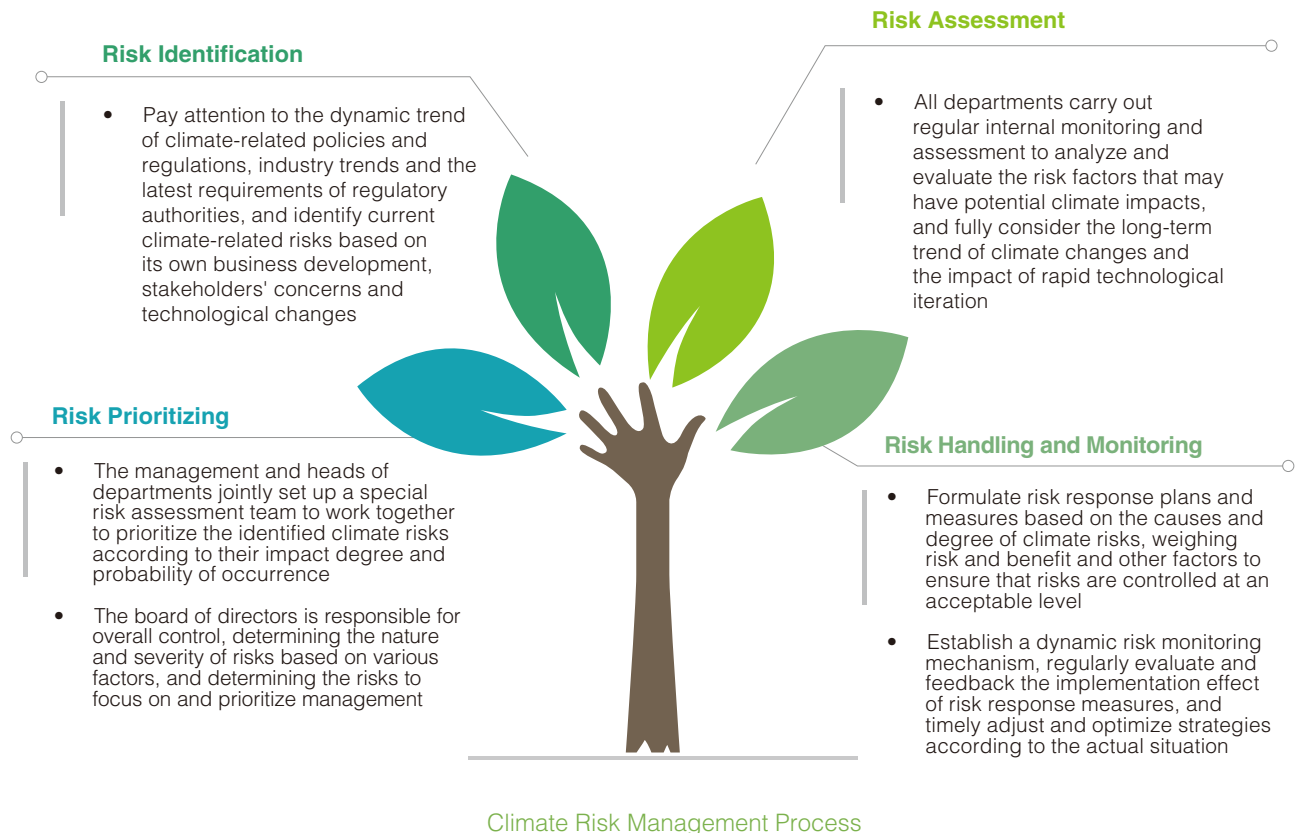 Risk Identification
• Pay attention to the dynamic trend
of climate-related policies and
regulations, industry trends and the
latest requirements of regulatory
authorities, and identify current
climate-related risks based on
its own business development,
stakeholders' concerns and
technological changes
Risk Assessment
• All departments carry out
regular internal monitoring and
assessment to analyze and
evaluate the risk factors that may
have potential climate impacts,
and fully consider the long-term
trend of climate changes and
the impact of rapid technological
iteration
Risk Prioritizing
• The management and heads of
departments jointly set up a special
risk assessment team to work together
to prioritize the identified climate risks
according to their impact degree and
probability of occurrence
• The board of directors is responsible for
overall control, determining the nature
and severity of risks based on various
factors, and determining the risks to
focus on and prioritize management
Risk Handling and Monitoring
• Formulate risk response plans and
measures based on the causes and
degree of climate risks, weighing
risk and benefit and other factors to
ensure that risks are controlled at an
acceptable level
• Establish a dynamic risk monitoring
mechanism, regularly evaluate and
feedback the implementation effect
of risk response measures, and
timely adjust and optimize strategies
according to the actual situation
Climate Risk Management Process